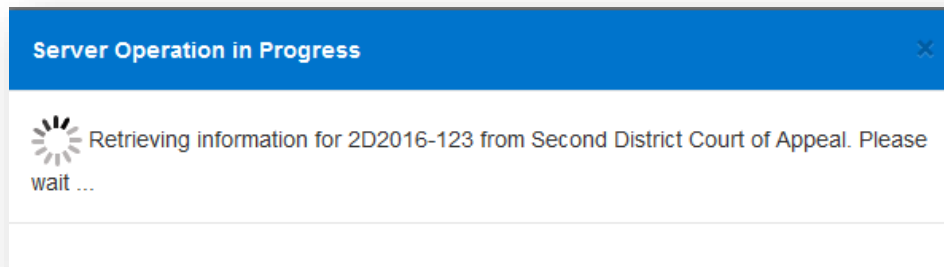 Server Operation in Progress ×
Retrieving information for 2D2016-123 from Second District Court of Appeal. Please
wait ...